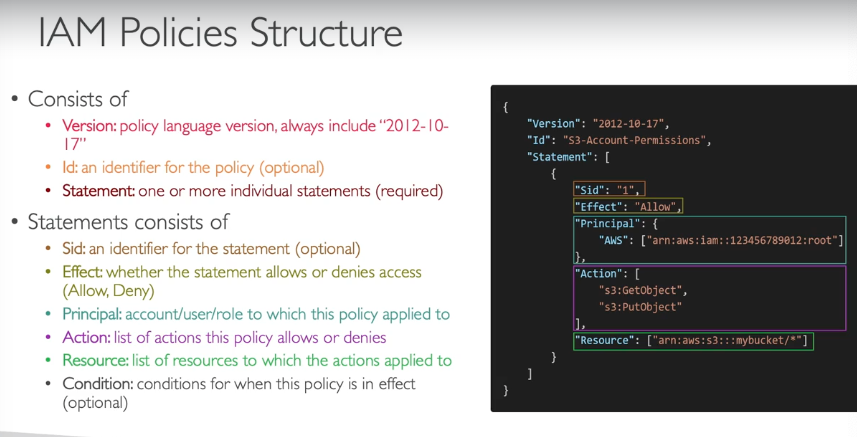 IAM Policies Structure
• Consists of
• Version: policy language version, always include “2012-10-
17”
• Id: an identifier for the policy (optional)
• Statement: one or more individual statements (required)
• Statements consists of
• Sid: an identifier for the statement (optional)
• Effect: whether the statement allows or denies access
(Allow, Deny)
• Principal: account/user/role to which this policy applied to
• Action: list of actions this policy allows or denies
• Resource: list of resources to which the actions applied to
• Condition: conditions for when this policy is in effect
(optional)
{
"Version": "2012-10-17",
"Id": "S3-Account-Permissions",
"Statement": [
{
"Sid": "1",
"Effect": "Allow",
"Principal": {
"AWS": ["arn:aws:iam::123456789012:root"]
},
"Action": [
"s3:GetObject",
"s3:PutObject"
],
"Resource": ["arn:aws:s3:::mybucket/*"]
}
]
}